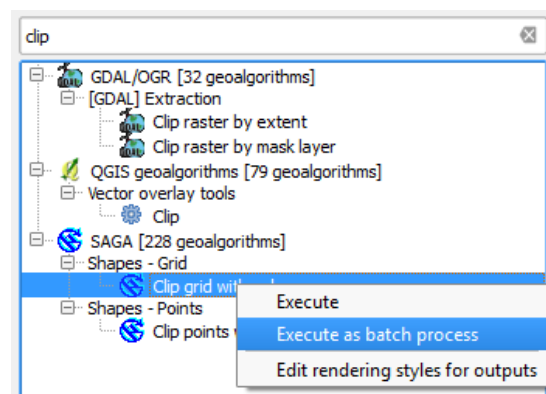 clip
GDAL/OGR [32 geoalgorithms]
[GDAL] Extraction
Clip raster by extent
Clip raster by mask layer
QGIS geoalgorithms [79 geoalgorithms]
Vector overlay tools
Clip
SAGA [228 geoalgorithms]
Shapes - Grid
Clip grid
Execute
Shapes - Points
Clip points
Execute as batch process
Edit rendering styles for outputs